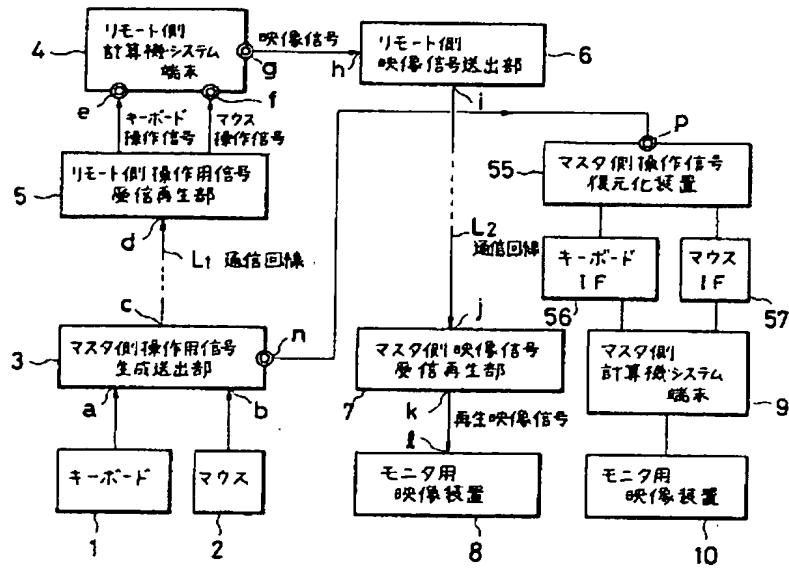 リモート側
計算機システム
端末
4
g
映像信号
h
リモート側
映像信号送出部
6
i
e
f
キーボード
操作信号
マウス
操作信号
リモート側操作用信号
受信再生部
5
d
L1 通信回線
c
マスタ側操作用信号
生成送出部
3
n
a
b
キーボード
1
マウス
2
L2
通信回線
j
マスタ側映像信号
受信再生部
7
k
再生映像信号
l
モニタ用
映像装置
8
p
マスタ側操作信号
復元化装置
55
キーボード
IF
56
マウス
IF
57
マスタ側
計算機システム
端末
9
モニタ用
映像装置
10